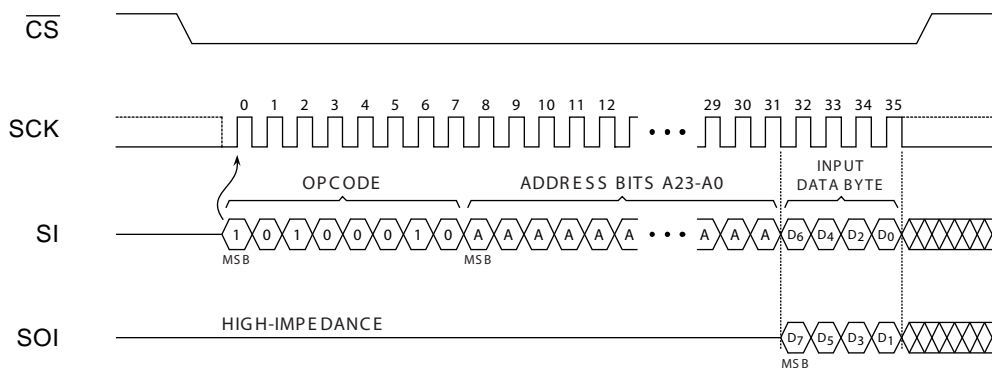 CS
0 1 2 3 4 5 6 7 8 9 10 11 12 29 30 31 32 33 34 35
SCK
••• 
INPUT
OPCODE ADDRESS BITS A23-A0 DATA BYTE
SI
1 0 1 0 0 0 1 0 A A A A A A ••• A A A D6 D4 D2 D0
MSB MSB
HIGH-IMPEDANCE
SOI
D7 D5 D3 D1
MSB